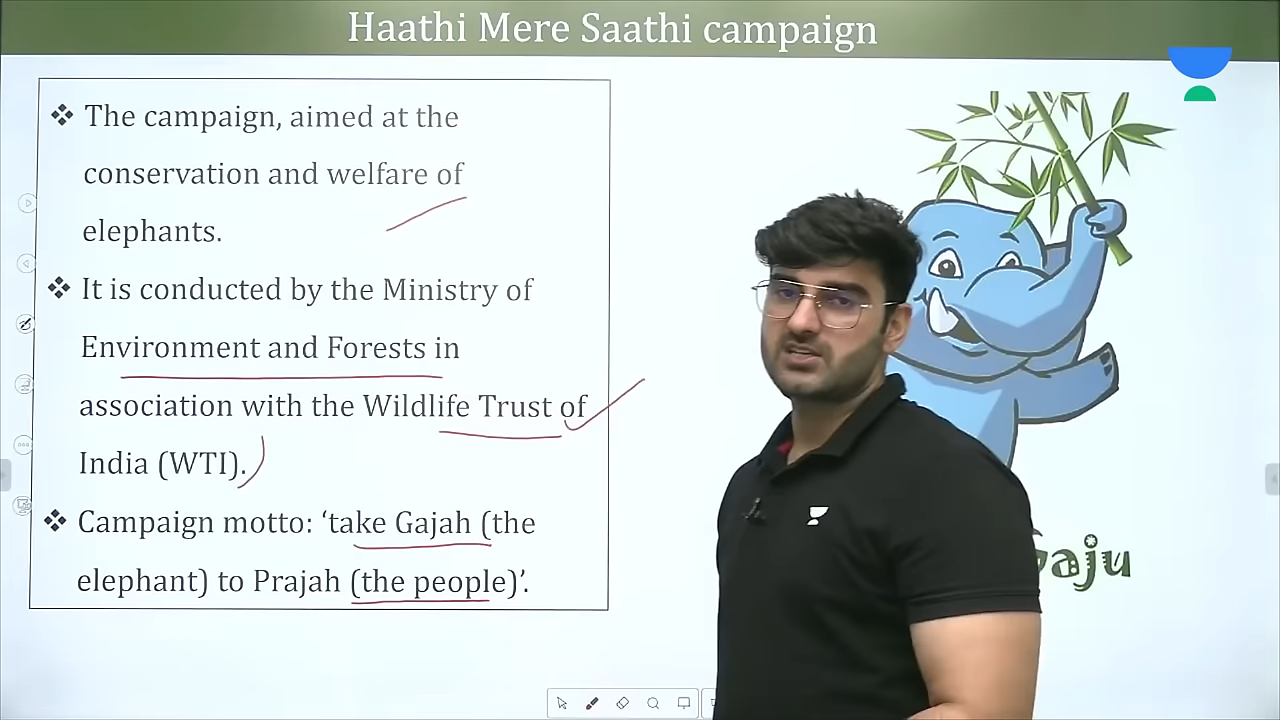 Haathi Mere Saathi campaign
❖ The campaign, aimed at the
conservation and welfare of
elephants.
❖ It is conducted by the Ministry of
Environment and Forests in
association with the Wildlife Trust of
India (WTI).
❖ Campaign motto: ‘take Gajah (the
elephant) to Prajah (the people)’.
aju